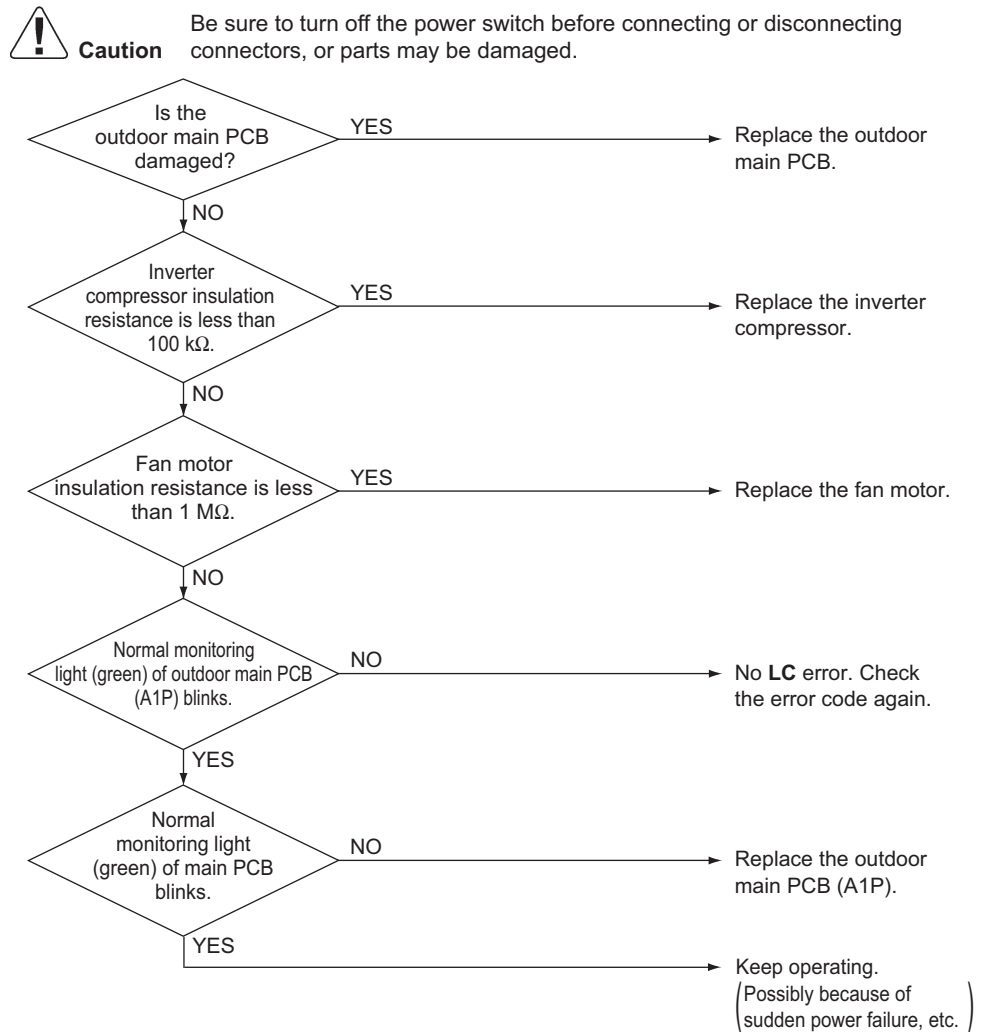 Be sure to turn off the power switch before connecting or disconnecting
Caution connectors, or parts may be damaged.
Is the
outdoor main PCB
damaged?
YES
Replace the outdoor
main PCB.
NO
Inverter
compressor insulation
resistance is less than
100 kΩ.
YES
Replace the inverter
compressor.
NO
Fan motor
insulation resistance is less
than 1 MΩ.
YES
Replace the fan motor.
NO
Normal monitoring
light (green) of outdoor main PCB
(A1P) blinks.
NO
No LC error. Check
the error code again.
YES
Normal
monitoring light
(green) of main PCB
blinks.
NO
Replace the outdoor
main PCB (A1P).
YES
Keep operating.
(Possibly because of
sudden power failure, etc.)